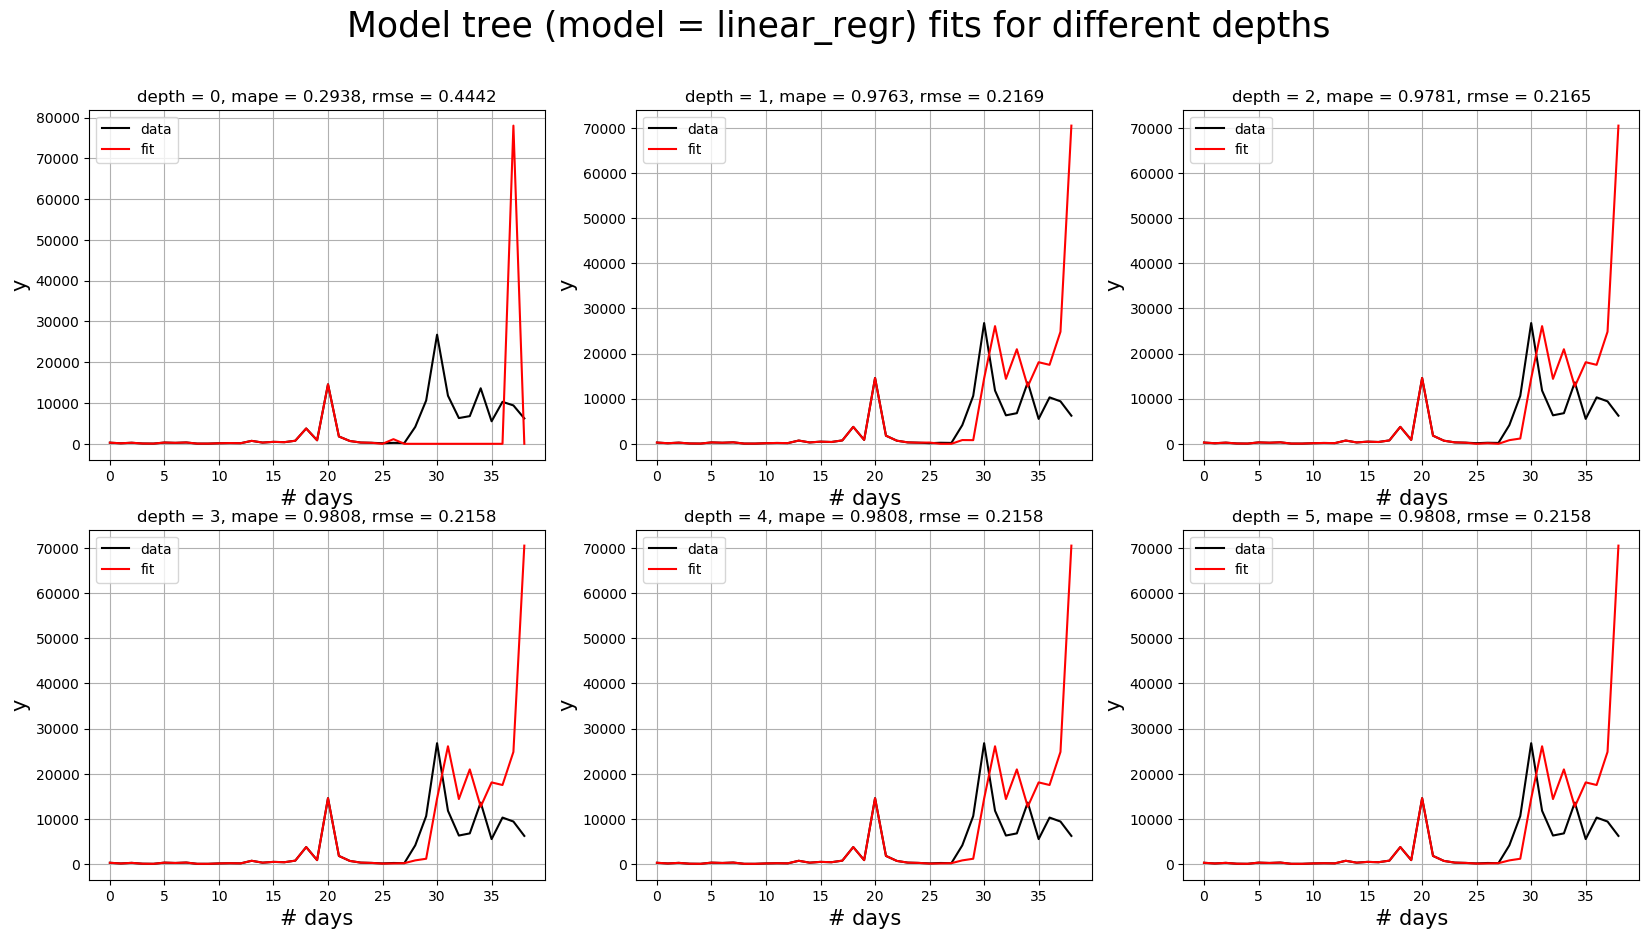 Model tree (model = linear_regr) fits for different depths
depth = 0, mape = 0.2938, rmse = 0.4442
80000
70000
60000
50000
40000
30000
20000
10000
0
y
data
fit
0 5 10 15 20 25 30 35
# days
depth = 1, mape = 0.9763, rmse = 0.2169
70000
60000
50000
40000
30000
20000
10000
0
y
data
fit
0 5 10 15 20 25 30 35
# days
depth = 2, mape = 0.9781, rmse = 0.2165
70000
60000
50000
40000
30000
20000
10000
0
y
data
fit
0 5 10 15 20 25 30 35
# days
depth = 3, mape = 0.9808, rmse = 0.2158
70000
60000
50000
40000
30000
20000
10000
0
y
data
fit
0 5 10 15 20 25 30 35
# days
depth = 4, mape = 0.9808, rmse = 0.2158
70000
60000
50000
40000
30000
20000
10000
0
y
data
fit
0 5 10 15 20 25 30 35
# days
depth = 5, mape = 0.9808, rmse = 0.2158
70000
60000
50000
40000
30000
20000
10000
0
y
data
fit
0 5 10 15 20 25 30 35
# days